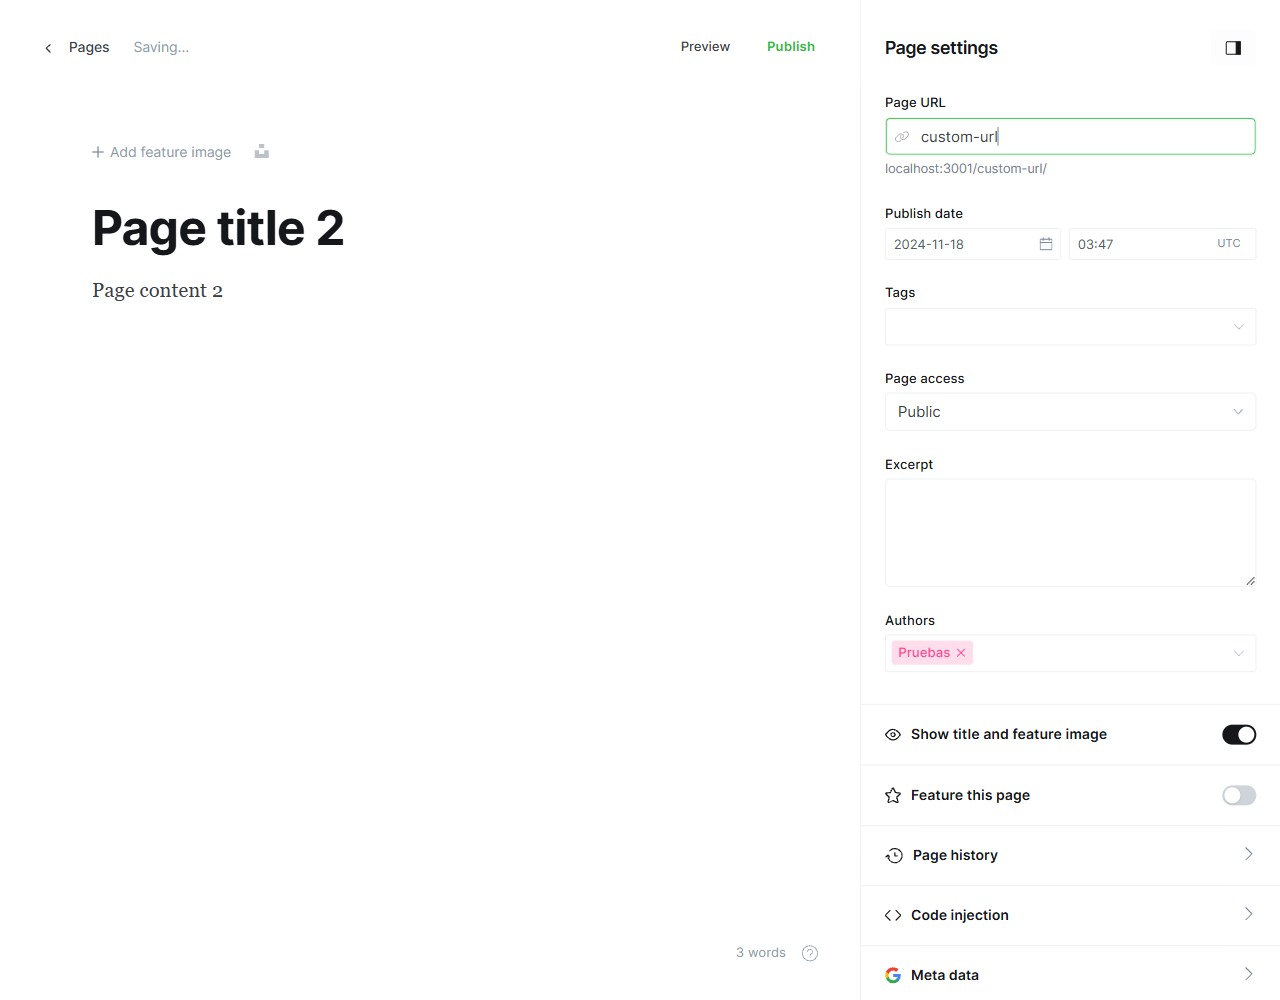 Pages Saving... Preview Publish
Add feature image
Page title 2
Page content 2
3 words
Page settings
Page URL
custom-url
localhost:3001/custom-url/
Publish date
2024-11-18 03:47 UTC
Tags
Page access
Public
Excerpt
Authors
Pruebas
Show title and feature image
Feature this page
Page history
Code injection
Meta data